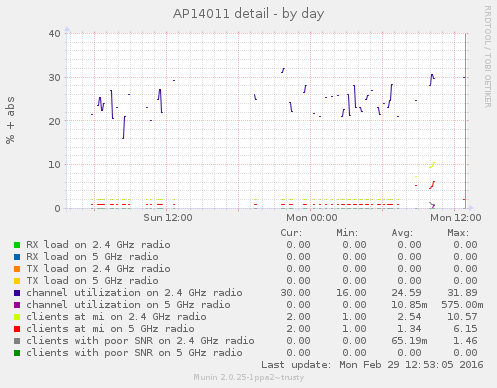 AP14011 detail - by day
RRDTOOL / TOBI OETIKER
% + abs
40
30
20
10
0
Sun 12:00 Mon 00:00 Mon 12:00
Cur: Min: Avg: Max:
RX load on 2.4 GHz radio 0.00 0.00 0.00 0.00
RX load on 5 GHz radio 0.00 0.00 0.00 0.00
TX load on 2.4 GHz radio 0.00 0.00 0.00 0.00
TX load on 5 GHz radio 0.00 0.00 0.00 0.00
channel utilization on 2.4 GHz radio 30.00 16.00 24.59 31.89
channel utilization on 5 GHz radio 0.00 0.00 10.85m 575.00m
clients at mi on 2.4 GHz radio 2.00 1.00 2.54 10.57
clients at mi on 5 GHz radio 2.00 1.00 1.34 6.15
clients with poor SNR on 2.4 GHz radio 0.00 0.00 65.19m 1.46
clients with poor SNR on 5 GHz radio 0.00 0.00 0.00 0.00
Last update: Mon Feb 29 12:53:05 2016
Munin 2.0.25-1ppa2~trusty